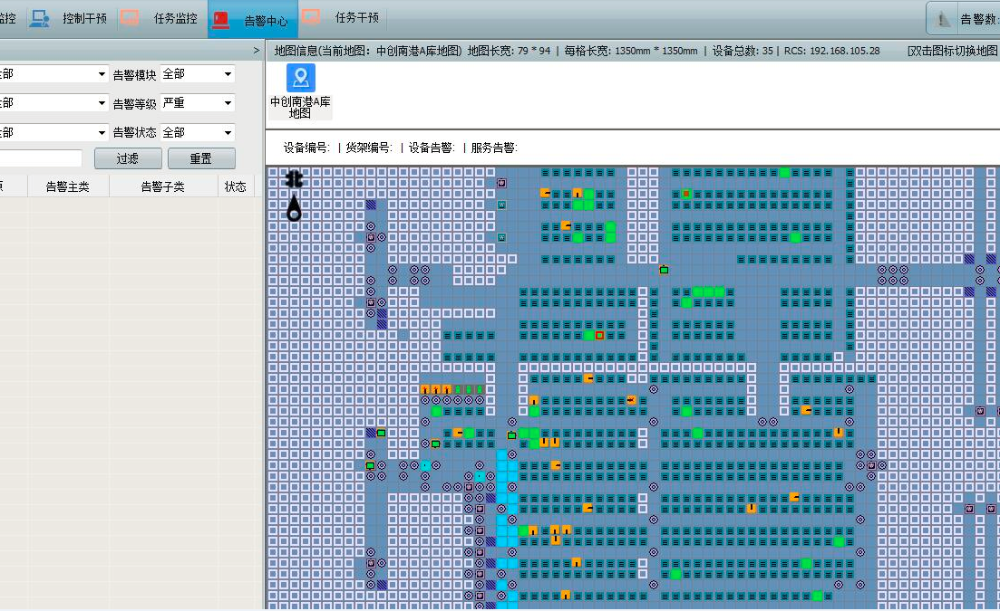 监控 控制干预 任务监控 告警中心 任务干预 告警数:
> 地图信息(当前地图: 中创南港A库地图) 地图长宽: 79 * 94 | 每格长宽: 1350mm * 1350mm | 设备总数: 35 | RCS: 192.168.105.28 [双击图标切换地图
全部 告警模块 全部
全部 告警等级 严重
全部 告警状态 全部
中创南港A库
地图
过滤 重置
设备编号: | 货架编号: | 设备告警: | 服务告警:
告警主类 告警子类 状态